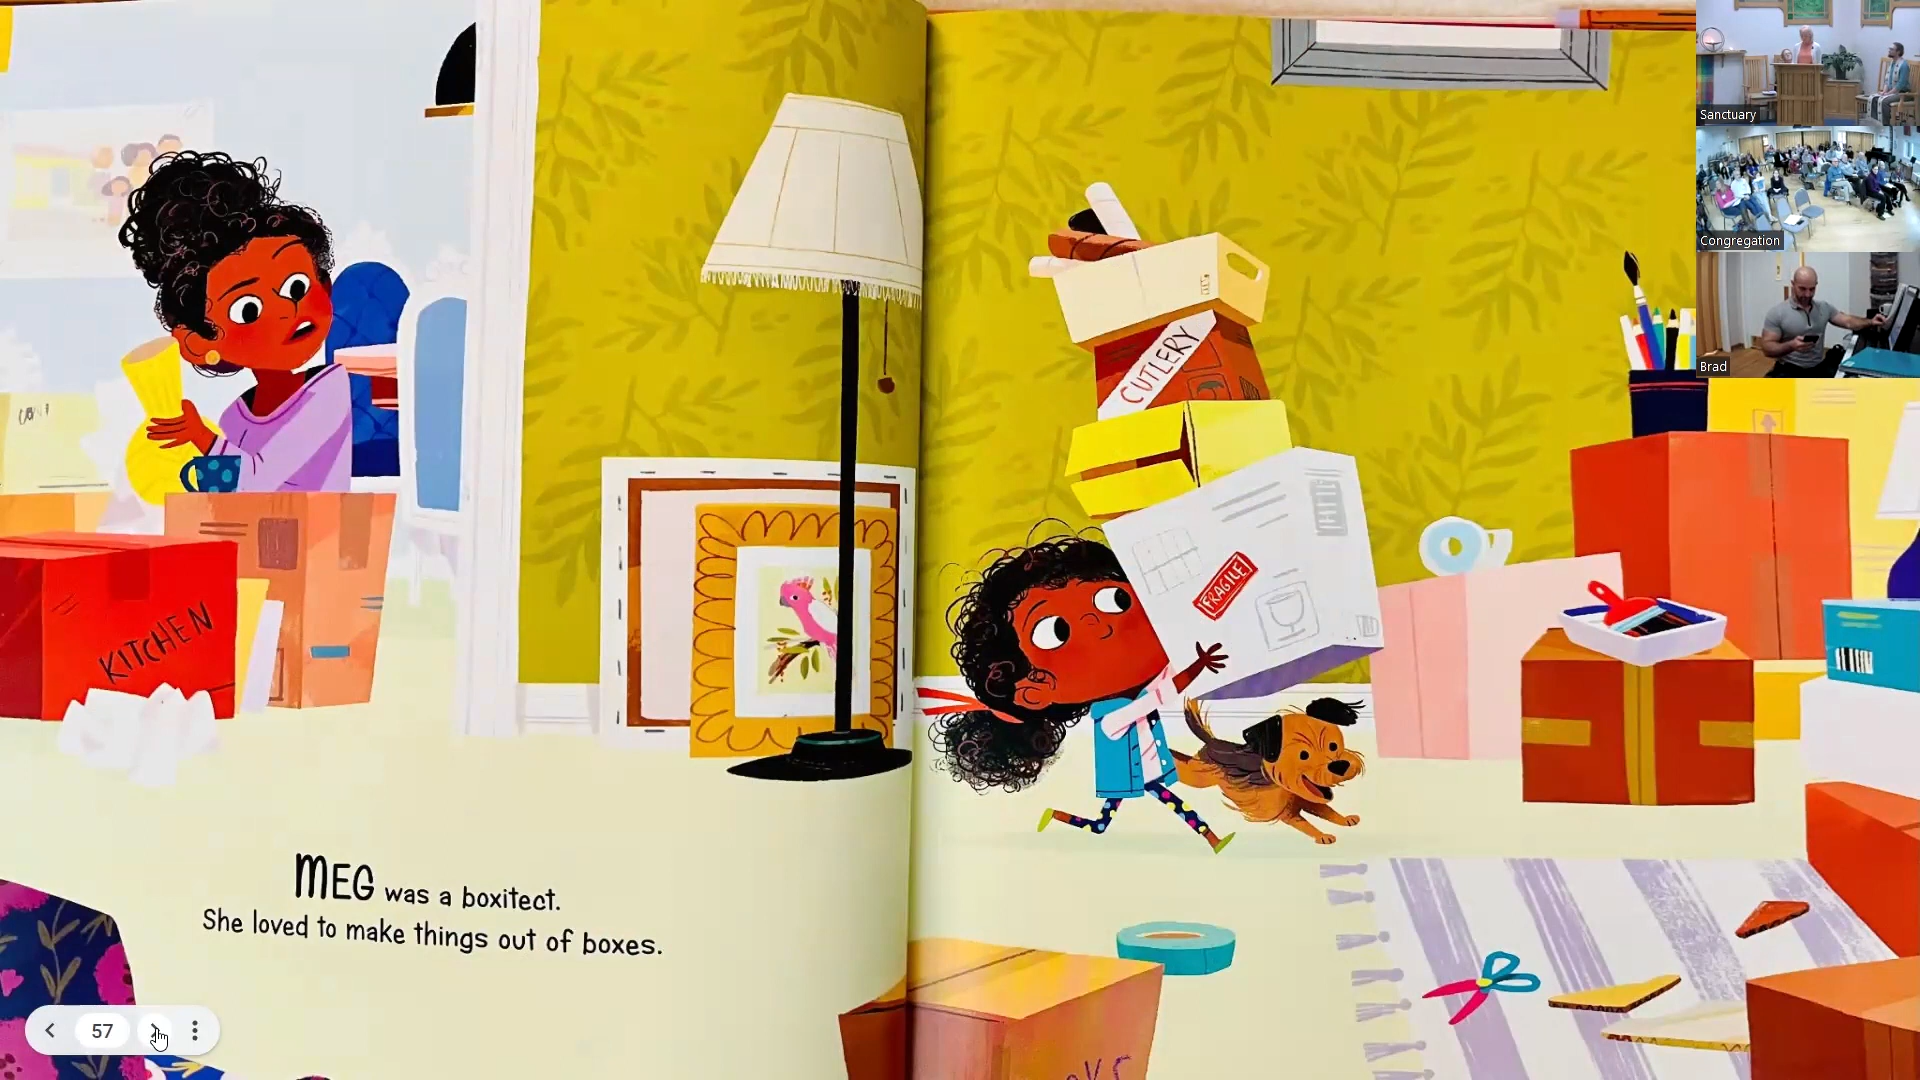 Sanctuary
Congregation
Brad
CUTLERY
FRAGILE
KITCHEN
MEG was a boxitect.
She loved to make things out of boxes.
57